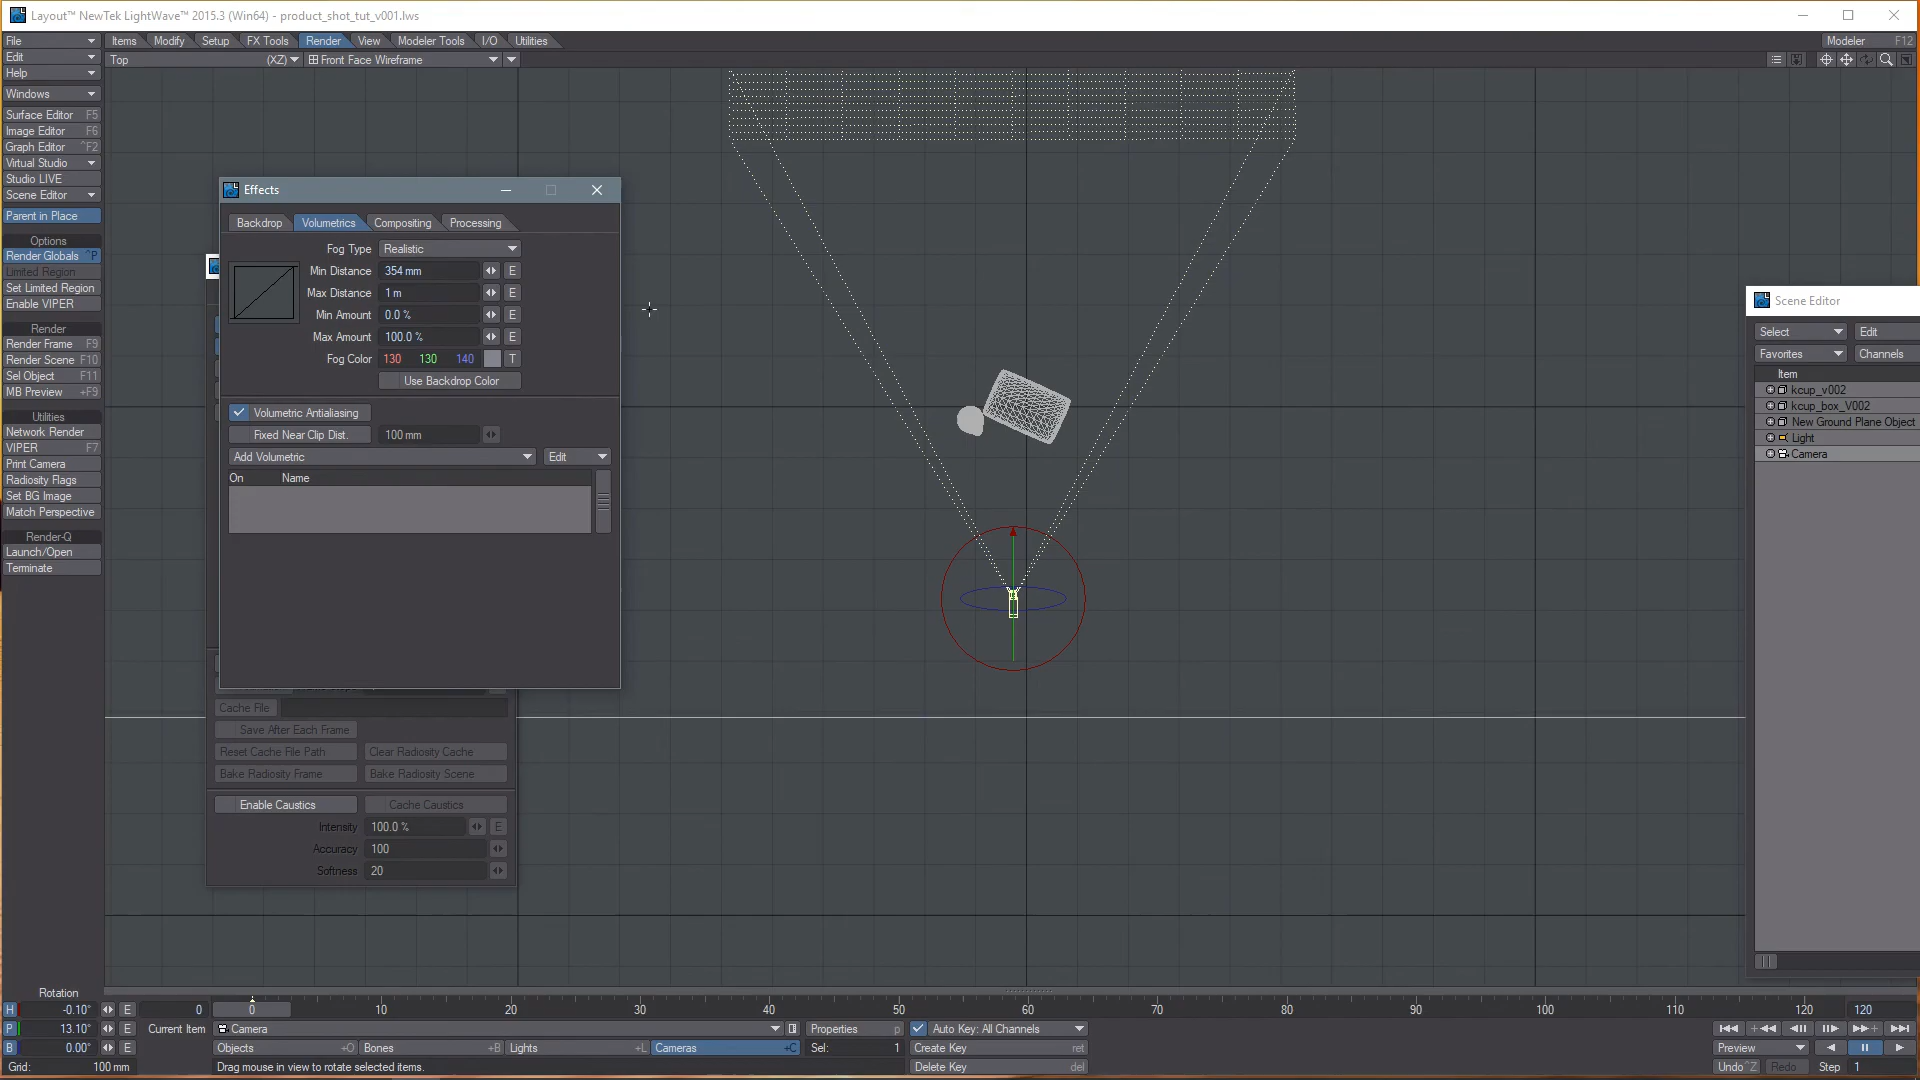 Layout™ NewTek LightWave™ 2015.3 (Win64) - product_shot_tut_v001.lws
File Items Modify Setup FX Tools Render View Modeler Tools I/O Utilities Modeler F12
Edit Top (XZ) Front Face Wireframe
Help
Windows
Surface Editor F5
Image Editor F6
Graph Editor ^F2
Virtual Studio
Studio LIVE
Scene Editor
Parent in Place
Options
Render Globals ^P
Limited Region
Set Limited Region
Enable VIPER
Render
Render Frame F9
Render Scene F10
Sel Object F11
MB Preview +F9
Utilities
Network Render
VIPER F7
Print Camera
Radiosity Flags
Set BG Image
Match Perspective
Render-Q
Launch/Open
Terminate
Effects
Backdrop Volumetrics Compositing Processing
Fog Type Realistic
Min Distance 354 mm E
Max Distance 1 m E
Min Amount 0.0 % E
Max Amount 100.0 % E
Fog Color 130 130 140 T
Use Backdrop Color
Volumetric Antialiasing
Fixed Near Clip Dist. 100 mm
Add Volumetric Edit
On Name
Cache File
Save After Each Frame
Reset Cache File Path Clear Radiosity Cache
Bake Radiosity Frame Bake Radiosity Scene
Enable Caustics Cache Caustics
Intensity 100.0 % E
Accuracy 100
Softness 20
Scene Editor
Select Edit
Favorites Channels
Item
kcup_v002
kcup_box_V002
New Ground Plane Object
Light
Camera
Rotation
H -0.10° E 0 0 10 20 30 40 50 60 70 80 90 100 110 120 120
P 13.10° E Current Item Camera Properties p Auto Key: All Channels
B 0.00° E Objects +O Bones +B Lights +L Cameras +C Sel: 1 Create Key ret Preview
Grid: 100 mm Drag mouse in view to rotate selected items. Delete Key del Undo ^Z Redo Step 1